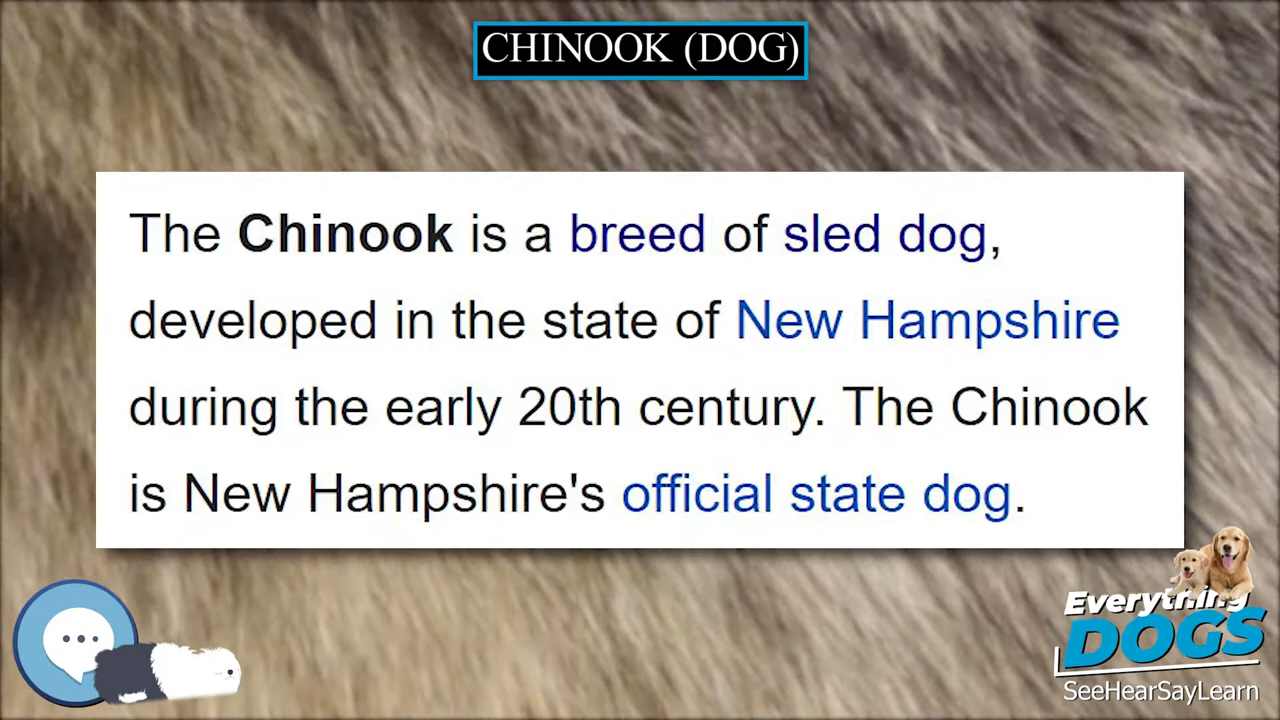 CHINOOK (DOG)
The Chinook is a breed of sled dog,
developed in the state of New Hampshire
during the early 20th century. The Chinook
is New Hampshire's official state dog.
Everything
DOGS
SeeHearSayLearn